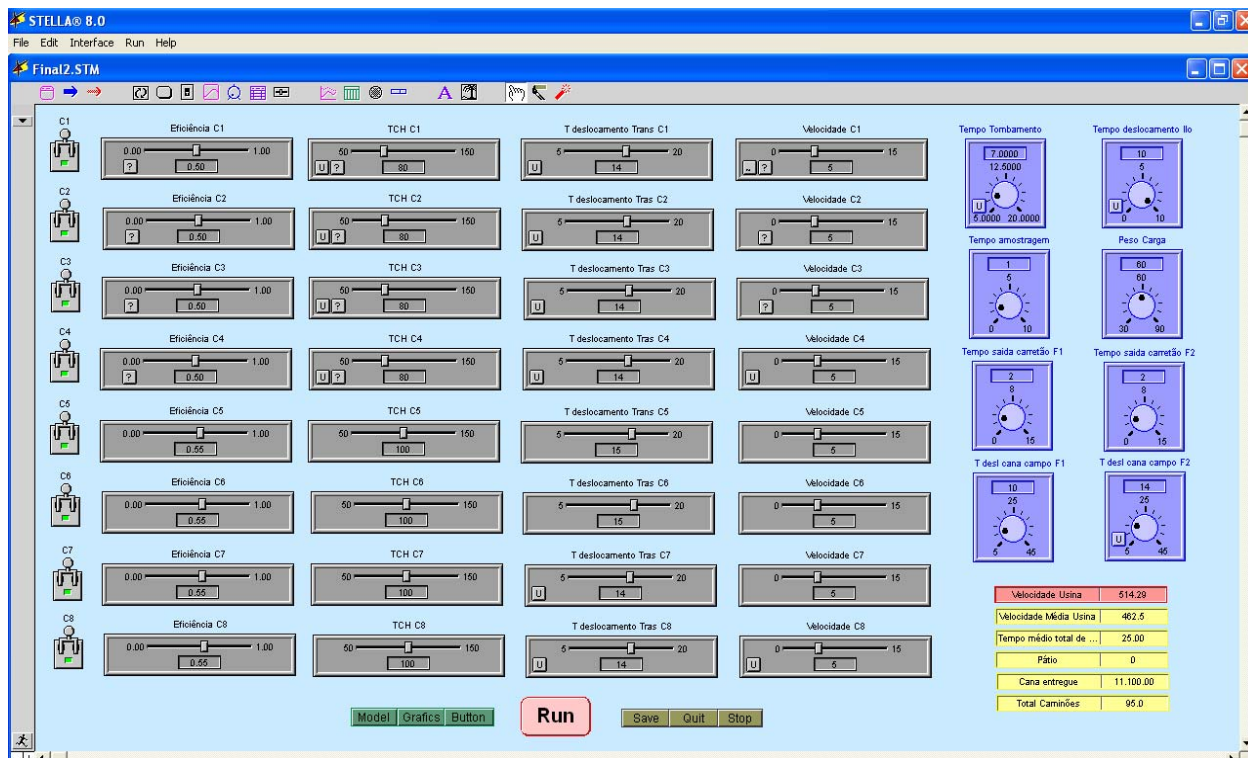 STELLA® 8.0
File Edit Interface Run Help
Final2.STM
A
C1 Eficiência C1 TCH C1 T deslocamento Trans C1 Velocidade C1
0.00 1.00 50 150 5 20 0 15
? 0.50 U ? 80 U 14 ~ ? 5
C2 Eficiência C2 TCH C2 T deslocamento Tras C2 Velocidade C2
0.00 1.00 50 150 5 20 0 15
? 0.50 U ? 80 U 14 ? 5
C3 Eficiência C3 TCH C3 T deslocamento Tras C3 Velocidade C3
0.00 1.00 50 150 5 20 0 15
? 0.50 U ? 80 U 14 ? 5
C4 Eficiência C4 TCH C4 T deslocamento Tras C4 Velocidade C4
0.00 1.00 50 150 5 20 0 15
? 0.50 U ? 80 U 14 U 5
C5 Eficiência C5 TCH C5 T deslocamento Trans C5 Velocidade C5
0.00 1.00 50 150 5 20 0 15
0.55 100 15 5
C6 Eficiência C6 TCH C6 T deslocamento Tras C6 Velocidade C6
0.00 1.00 50 150 5 20 0 15
0.55 100 15 5
C7 Eficiência C7 TCH C7 T deslocamento Tras C7 Velocidade C7
0.00 1.00 50 150 5 20 0 15
0.55 100 U 14 5
C8 Eficiência C8 TCH C8 T deslocamento Tras C8 Velocidade C8
0.00 1.00 50 150 5 20 0 15
0.55 100 U 14 U 5
Tempo Tombamento Tempo deslocamento Ilo
7.0000 10
12.5000 5
U U
5.0000 20.0000 0 10
Tempo amostragem Peso Carga
1 60
5 60
0 10 30 90
Tempo saida carretão F1 Tempo saida carretão F2
2 2
8 8
0 15 0 15
T desl cana campo F1 T desl cana campo F2
10 14
25 25
U
5 45 5 45
Velocidade Usina 514.29
Velocidade Média Usina 462.5
Tempo médio total de ... 25.00
Pátio 0
Cana entregue 11.100.00
Total Caminões 95.0
Model Grafics Button Run Save Quit Stop